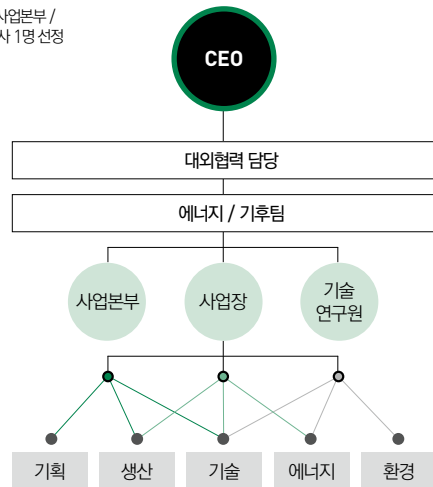 사업본부 /
사 1명 선정
CEO
대외협력 담당
에너지 / 기후팀
사업본부
사업장
기술
연구원
기획
생산
기술
에너지
환경